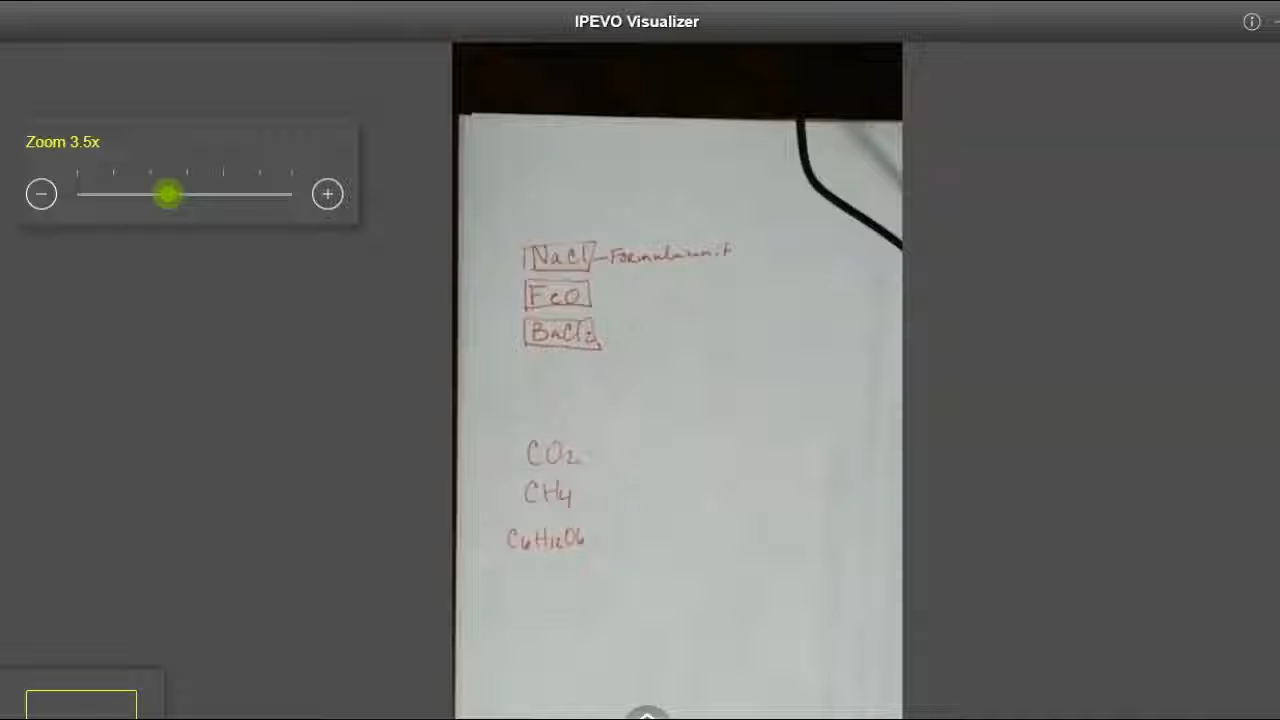 IPEVO Visualizer
Zoom 3.5x
NaCl - Formula unit
FeO
BaCl2
CO2
CH4
C6H12O6